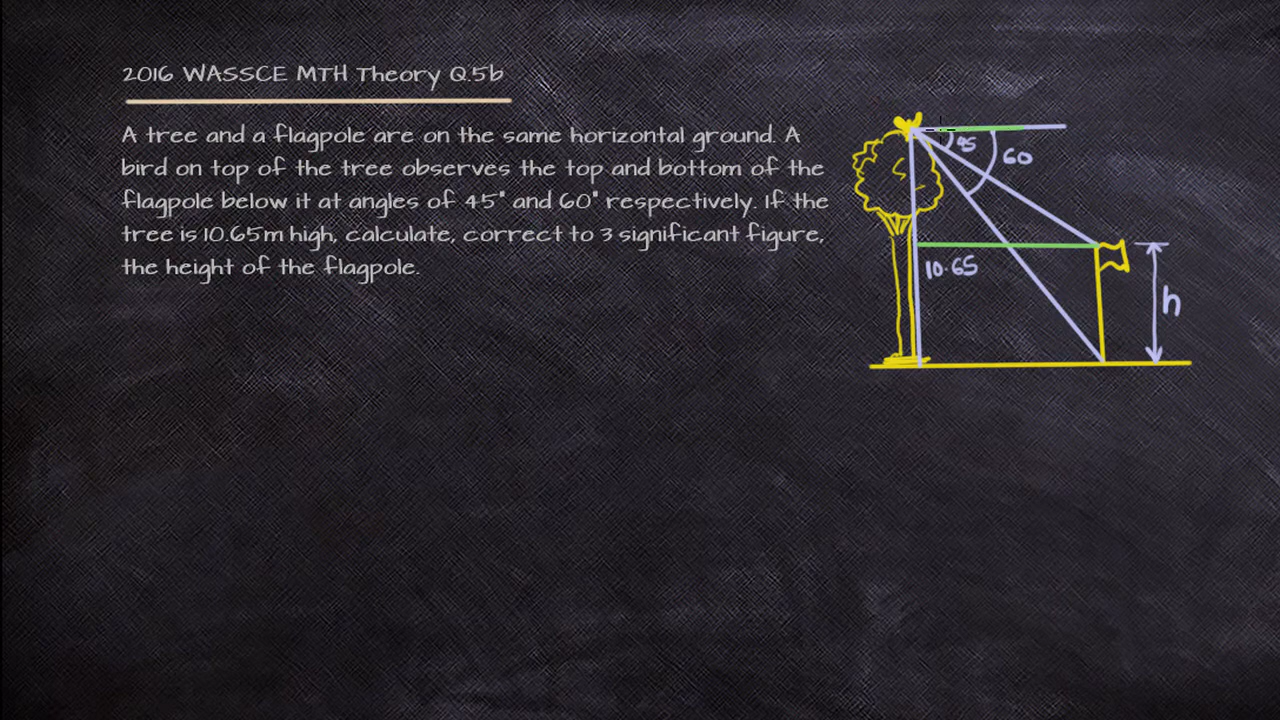 2016 WASSCE MTH Theory Q.5b
A tree and a flagpole are on the same horizontal ground. A
bird on top of the tree observes the top and bottom of the
flagpole below it at angles of 45° and 60° respectively. If the
tree is 10.65m high, calculate, correct to 3 significant figure,
the height of the flagpole.
45
60
10.65
h